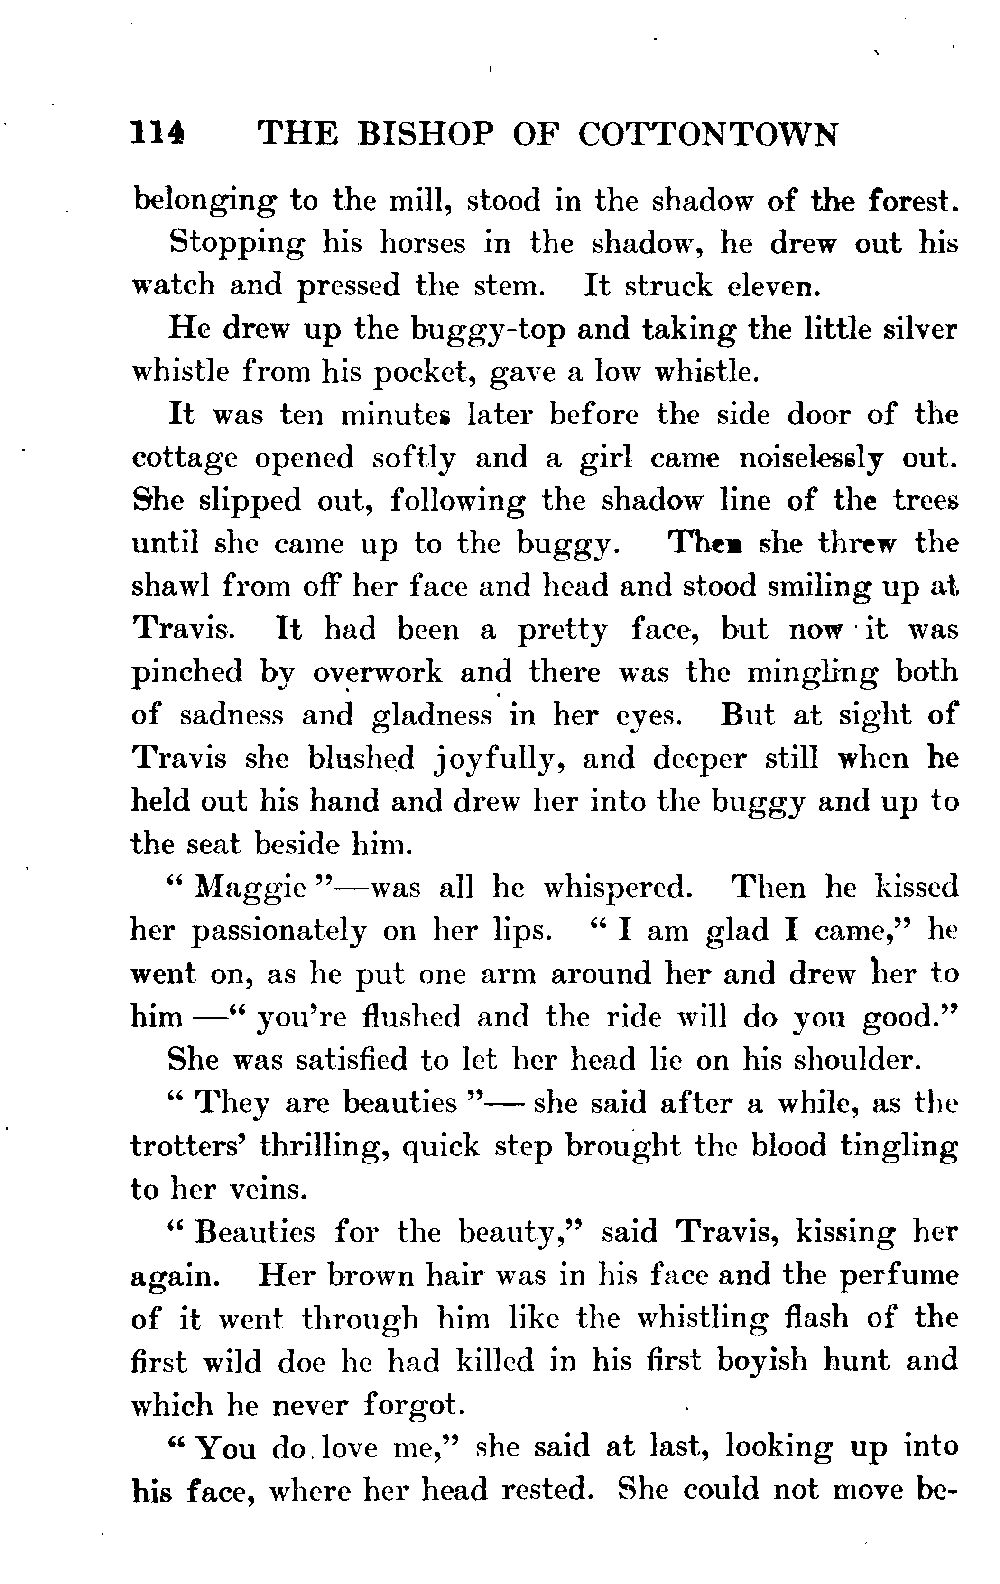 114 THE BISHOP OF COTTONTOWN
belonging to the mill, stood in the shadow of the forest.
Stopping his horses in the shadow, he drew out his
watch and pressed the stem. It struck eleven.
He drew up the buggy-top and taking the little silver
whistle from his pocket, gave a low whistle.
It was ten minutes later before the side door of the
cottage opened softly and a girl came noiselessly out.
She slipped out, following the shadow line of the trees
until she came up to the buggy. Then she threw the
shawl from off her face and head and stood smiling up at
Travis. It had been a pretty face, but now it was
pinched by overwork and there was the mingling both
of sadness and gladness in her eyes. But at sight of
Travis she blushed joyfully, and deeper still when he
held out his hand and drew her into the buggy and up to
the seat beside him.
“ Maggie ”—was all he whispered. Then he kissed
her passionately on her lips. “ I am glad I came,” he
went on, as he put one arm around her and drew her to
him —“ you’re flushed and the ride will do you good.”
She was satisfied to let her head lie on his shoulder.
“ They are beauties ”— she said after a while, as the
trotters’ thrilling, quick step brought the blood tingling
to her veins.
“ Beauties for the beauty,” said Travis, kissing her
again. Her brown hair was in his face and the perfume
of it went through him like the whistling flash of the
first wild doe he had killed in his first boyish hunt and
which he never forgot.
“ You do love me,” she said at last, looking up into
his face, where her head rested. She could not move be-